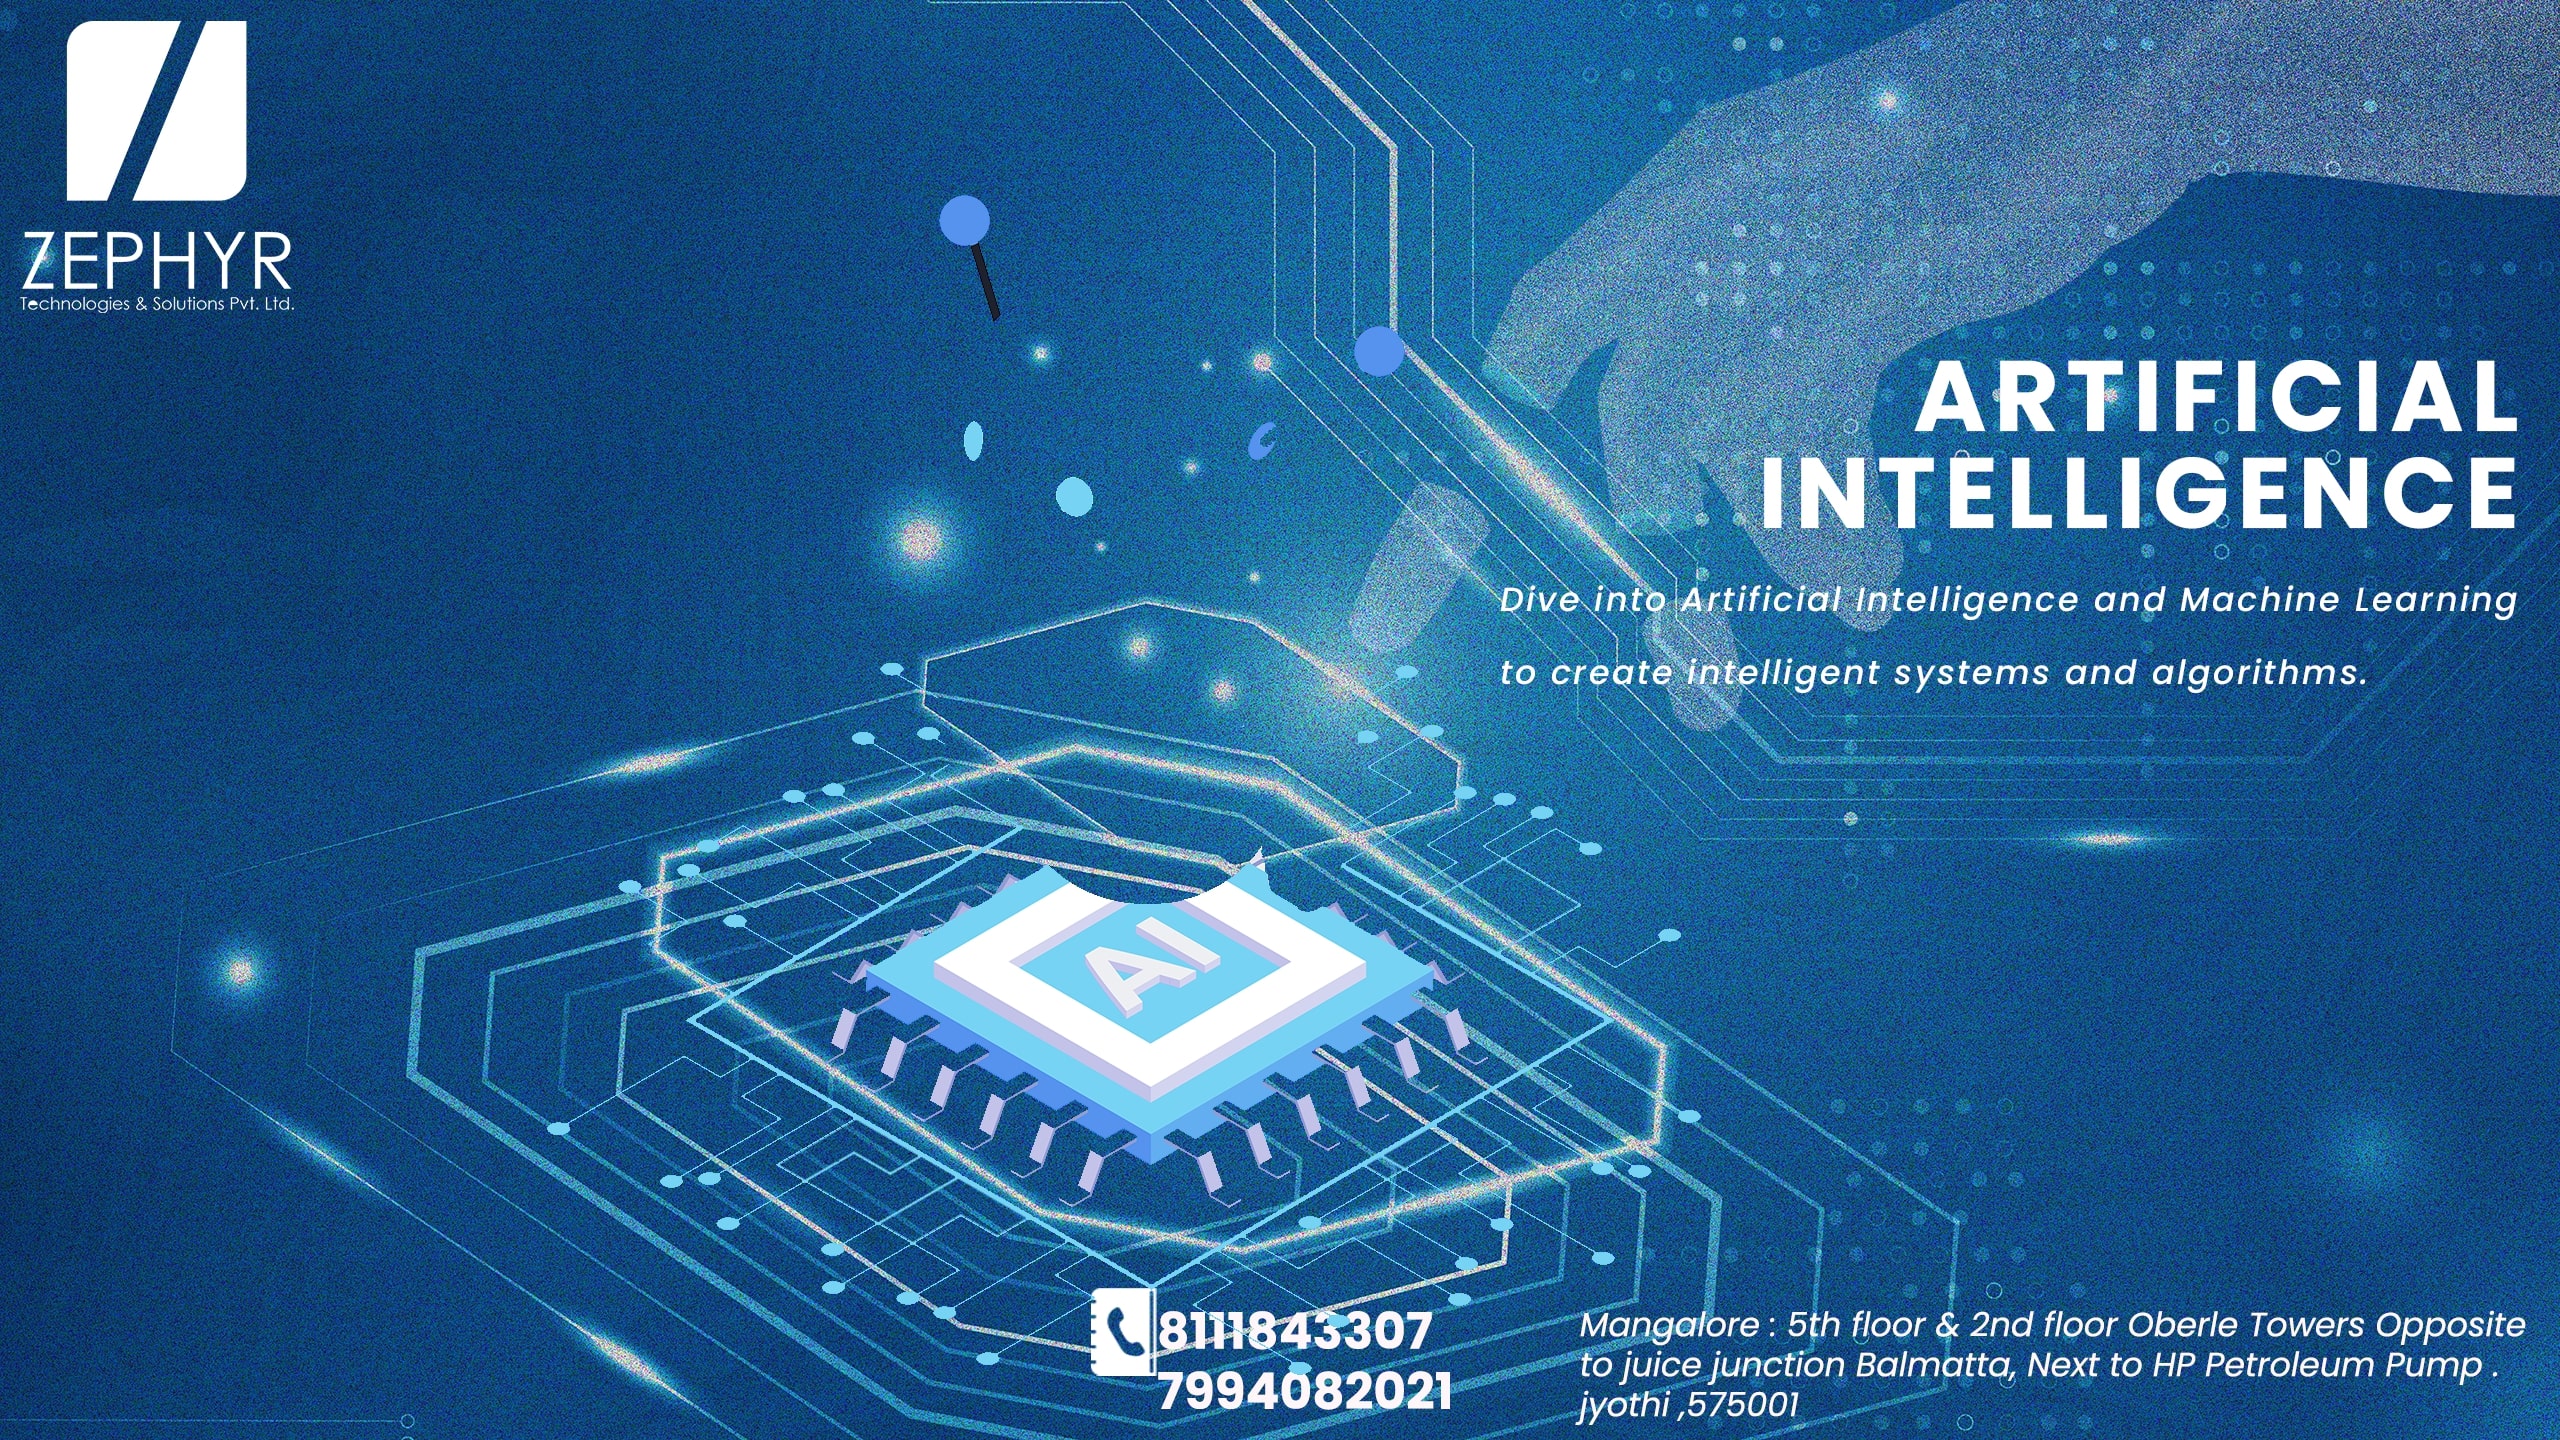 ZEPHYR
Technologies & Solutions Pvt. Ltd.
ARTIFICIAL
INTELLIGENCE
Dive into Artificial Intelligence and Machine Learning
to create intelligent systems and algorithms.
AI
8111843307
7994082021
Mangalore : 5th floor & 2nd floor Oberle Towers Opposite
to juice junction Balmatta, Next to HP Petroleum Pump .
jyothi ,575001